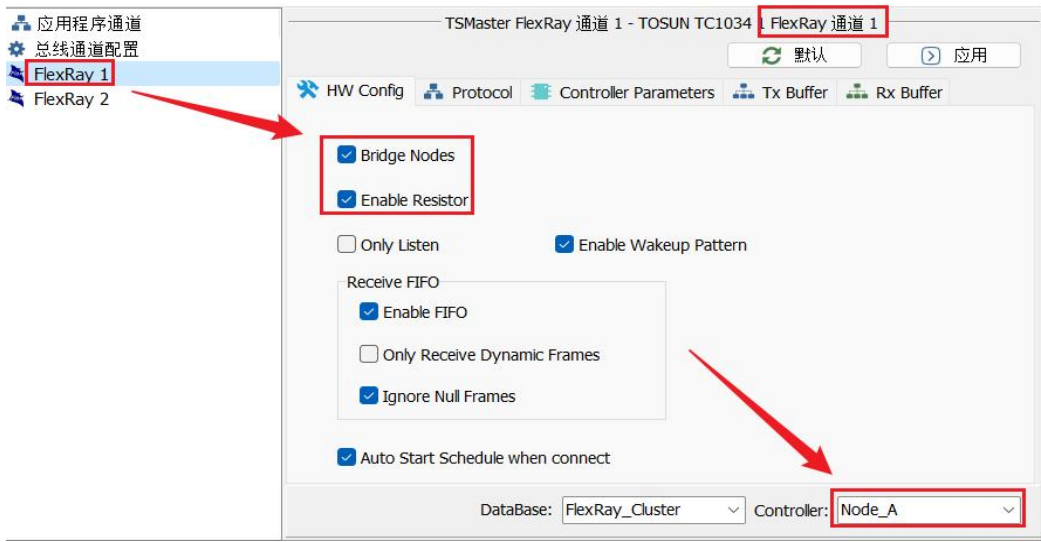 应用程序通道
总线通道配置
FlexRay 1
FlexRay 2
TSMaster FlexRay 通道 1 - TOSUN TC1034 1 FlexRay 通道 1
默认
应用
HW Config
Protocol
Controller Parameters
Tx Buffer
Rx Buffer
Bridge Nodes
Enable Resistor
Only Listen
Enable Wakeup Pattern
Receive FIFO
Enable FIFO
Only Receive Dynamic Frames
Ignore Null Frames
Auto Start Schedule when connect
DataBase: FlexRay_Cluster
Controller: Node_A